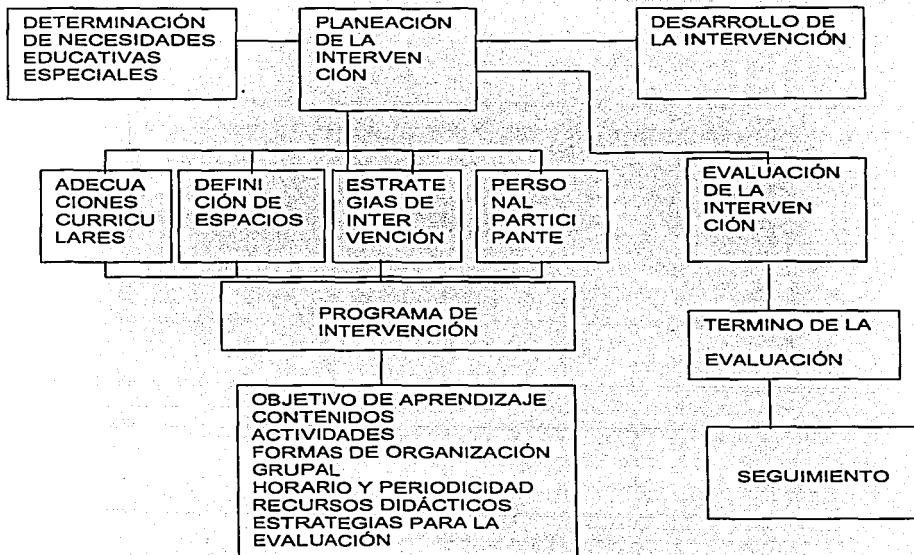 DETERMINACIÓN
DE NECESIDADES
EDUCATIVAS
ESPECIALES
PLANEACIÓN
DE LA
INTERVEN
CIÓN
DESARROLLO DE
LA INTERVENCIÓN
ADECUA
CIONES
CURRICU
LARES
DEFINI
CIÓN DE
ESPACIOS
ESTRATE
GIAS DE
INTER
VENCIÓN
PERSO
NAL
PARTICI
PANTE
EVALUACIÓN
DE LA
INTERVEN
CIÓN
PROGRAMA DE
INTERVENCIÓN
TERMINO DE LA
EVALUACIÓN
OBJETIVO DE APRENDIZAJE
CONTENIDOS
ACTIVIDADES
FORMAS DE ORGANIZACIÓN
GRUPAL
HORARIO Y PERIODICIDAD
RECURSOS DIDÁCTICOS
ESTRATEGIAS PARA LA
EVALUACIÓN
SEGUIMIENTO